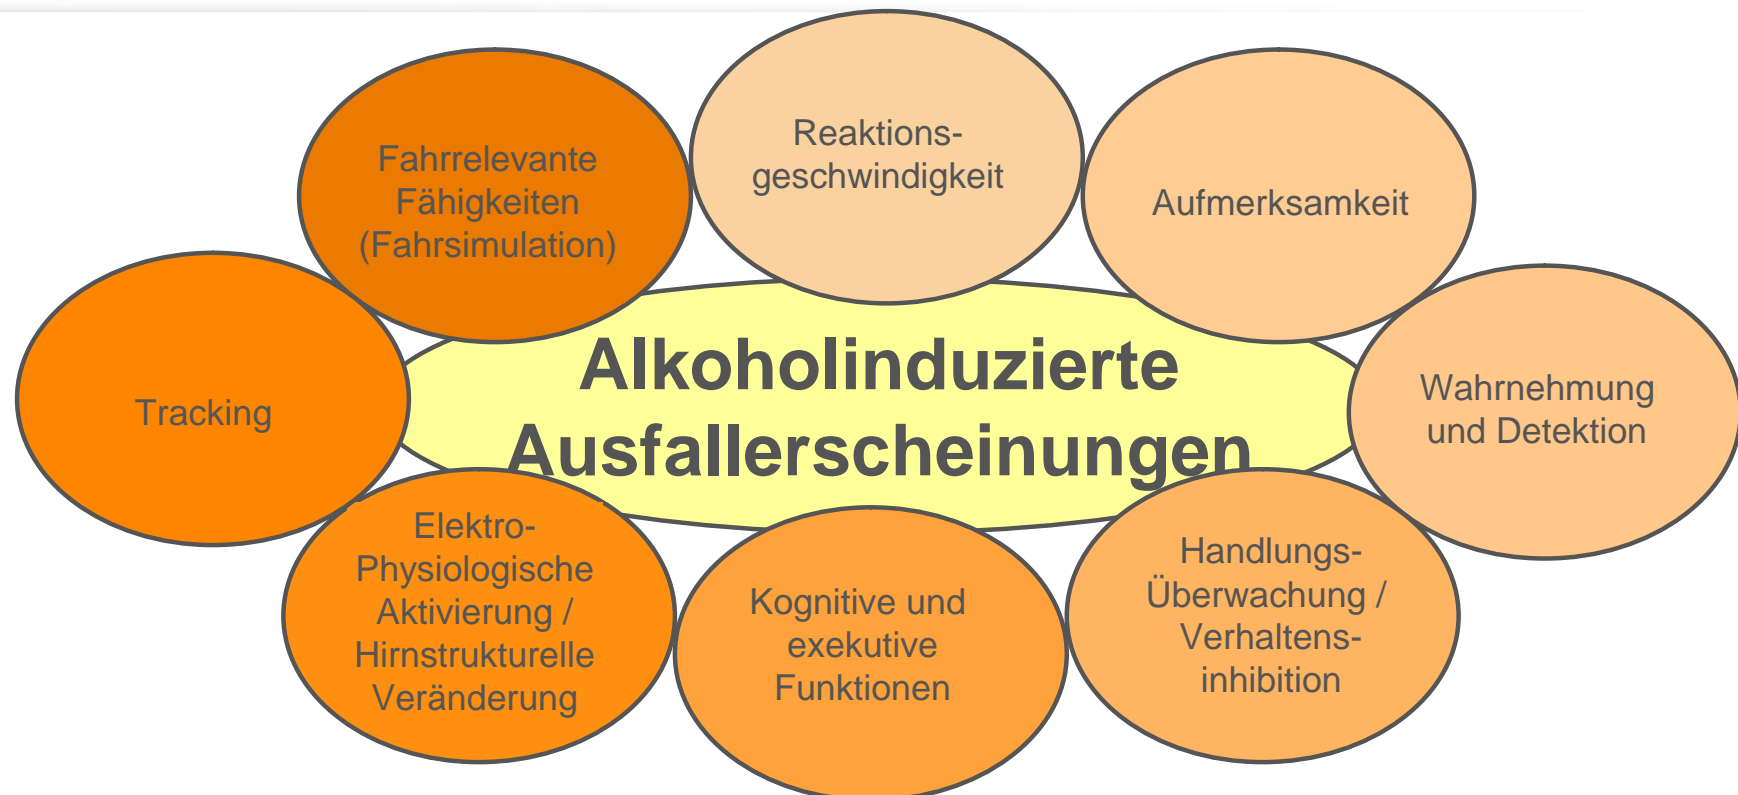 Reaktions-
geschwindigkeit
Fahrrelevante
Fähigkeiten
(Fahrsimulation)
Aufmerksamkeit
Alkoholinduzierte
Ausfallerscheinungen
Tracking
Wahrnehmung
und Detektion
Elektro-
Physiologische
Aktivierung /
Hirnstrukturelle
Veränderung
Kognitive und
exekutive
Funktionen
Handlungs-
Überwachung /
Verhaltens-
inhibition